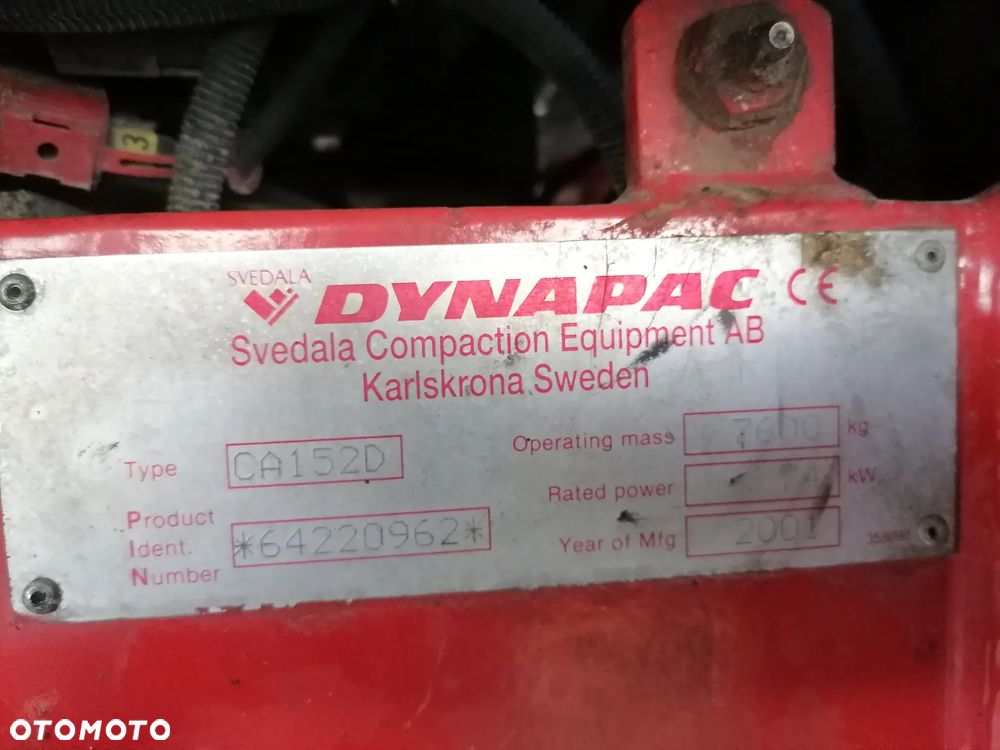 3
SVEDALA
DYNAPAC CE
Svedala Compaction Equipment AB
Karlskrona Sweden
Type CA152D
Product Ident. Number *64220962*
Operating mass 7600 kg
Rated power kW
Year of Mfg 2001
OTOMOTO